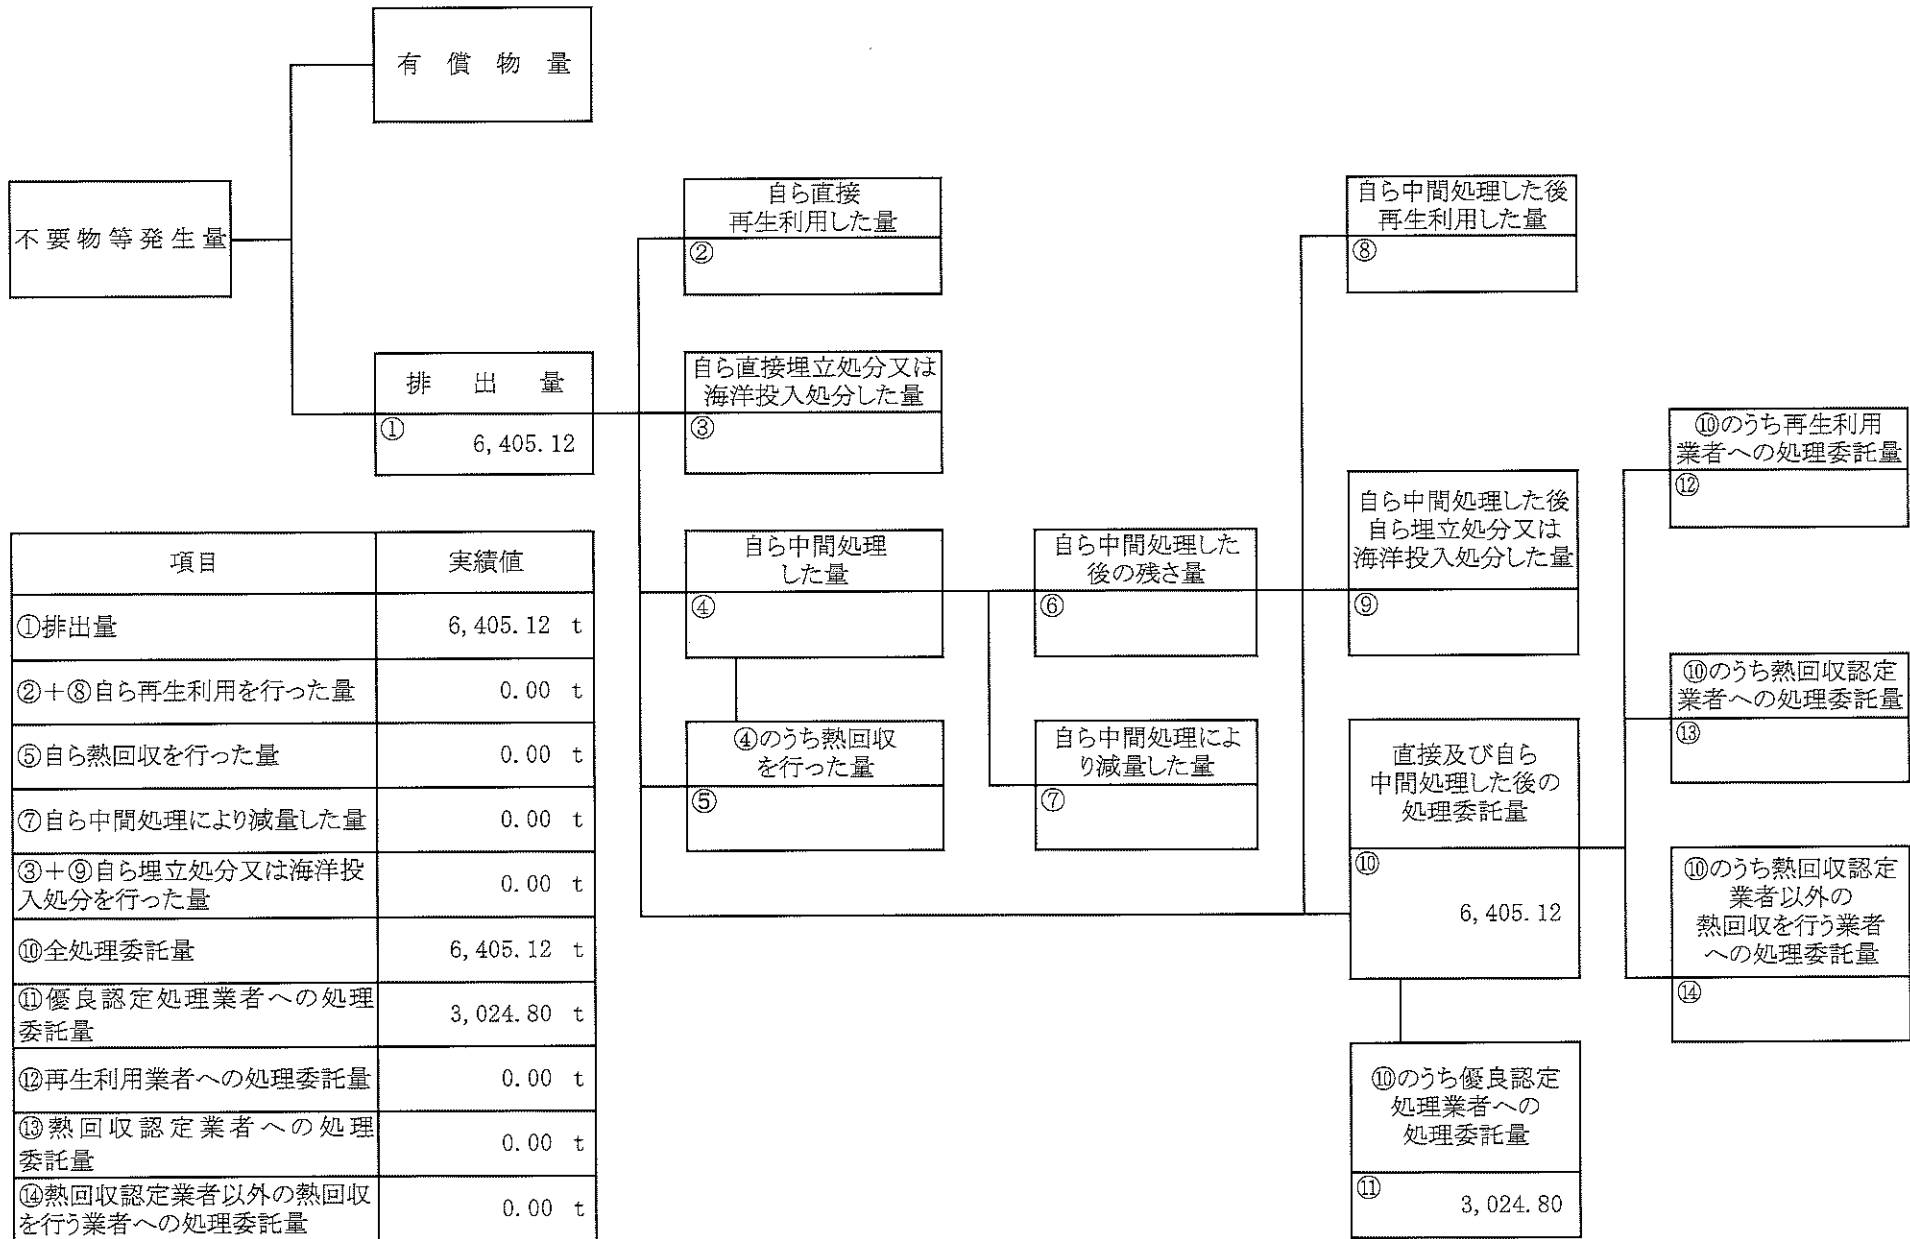 有償物量
不要物等発生量
排出量
①
6,405.12
自ら直接
再生利用した量
②
自ら直接埋立処分又は
海洋投入処分した量
③
自ら中間処理
した量
④
④のうち熱回収
を行った量
⑤
自ら中間処理した
後の残さ量
⑥
自ら中間処理によ
り減量した量
⑦
自ら中間処理した後
再生利用した量
⑧
自ら中間処理した後
自ら埋立処分又は
海洋投入処分した量
⑨
直接及び自ら
中間処理した後の
処理委託量
⑩
6,405.12
⑩のうち優良認定
処理業者への
処理委託量
⑪
3,024.80
⑩のうち再生利用
業者への処理委託量
⑫
⑩のうち熱回収認定
業者への処理委託量
⑬
⑩のうち熱回収認定
業者以外の
熱回収を行う業者
への処理委託量
⑭
項目 実績値
①排出量 6,405.12 t
②+⑧自ら再生利用を行った量 0.00 t
⑤自ら熱回収を行った量 0.00 t
⑦自ら中間処理により減量した量 0.00 t
③+⑨自ら埋立処分又は海洋投
入処分を行った量 0.00 t
⑩全処理委託量 6,405.12 t
⑪優良認定処理業者への処理
委託量 3,024.80 t
⑫再生利用業者への処理委託量 0.00 t
⑬熱回収認定業者への処理
委託量 0.00 t
⑭熱回収認定業者以外の熱回収
を行う業者への処理委託量 0.00 t